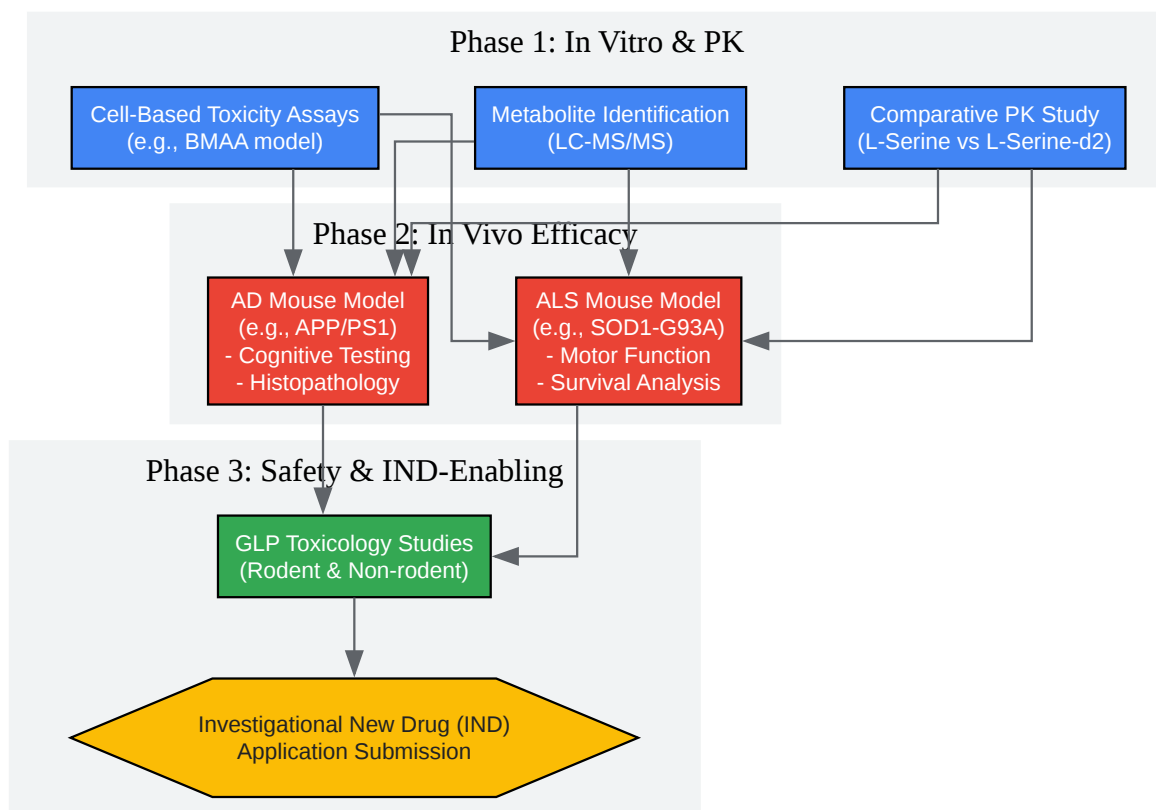 Phase 1: In Vitro & PK
Cell-Based Toxicity Assays
(e.g., BMAA model)
Metabolite Identification
(LC-MS/MS)
Comparative PK Study
(L-Serine vs L-Serine-d2)
Phase 2: In Vivo Efficacy
AD Mouse Model
(e.g., APP/PS1)
- Cognitive Testing
- Histopathology
ALS Mouse Model
(e.g., SOD1-G93A)
- Motor Function
- Survival Analysis
Phase 3: Safety & IND-Enabling
GLP Toxicology Studies
(Rodent & Non-rodent)
Investigational New Drug (IND)
Application Submission